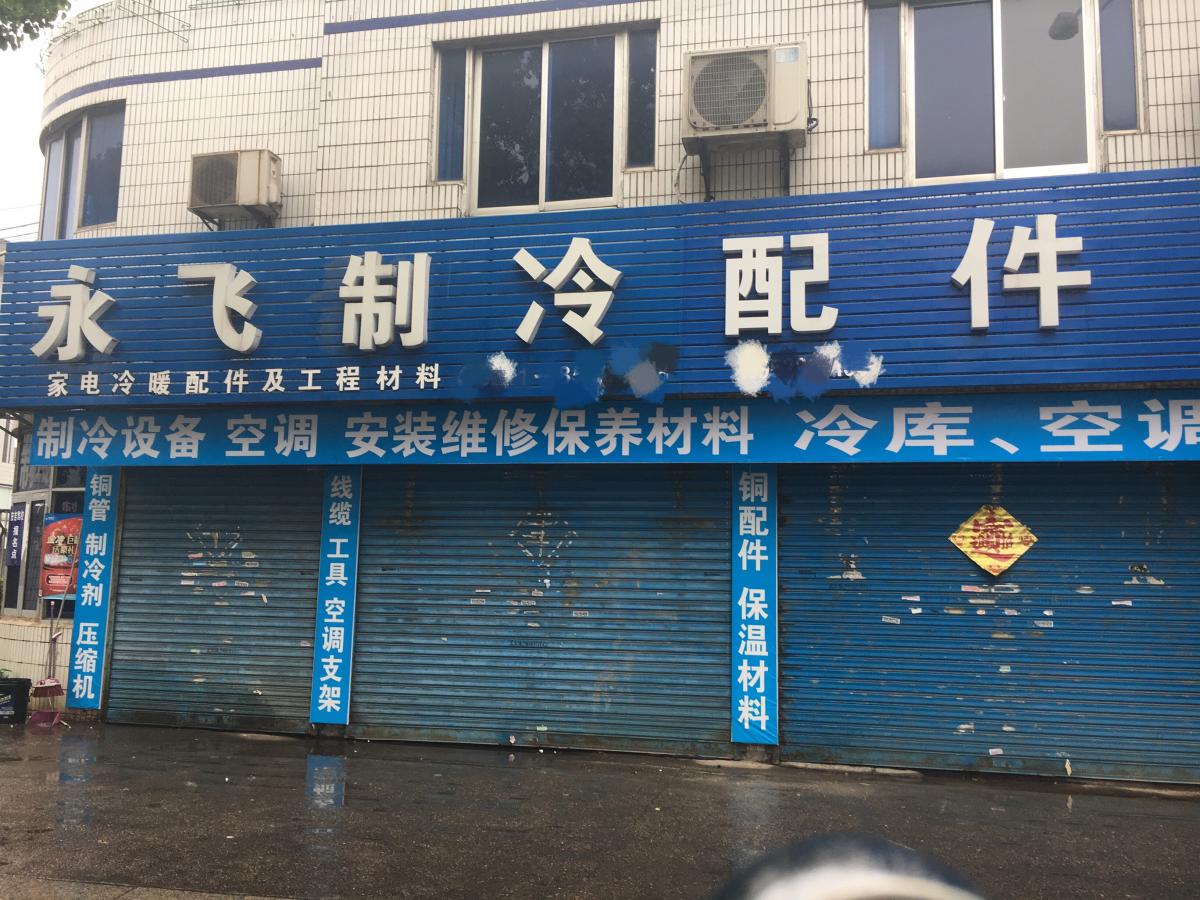 永飞制冷配件
家电冷暖配件及工程材料
制冷设备 空调 安装维修保养材料 冷库、空调
铜管 制冷剂 压缩机
线缆 工具 空调支架
铜配件 保温材料
报名点